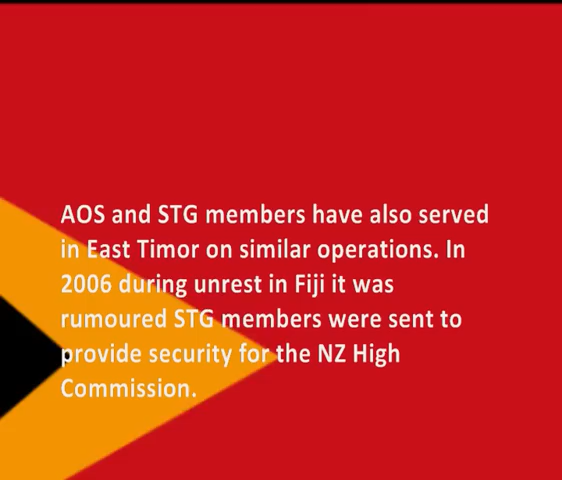 AOS and STG members have also served
in East Timor on similar operations. In
2006 during unrest in Fiji it was
rumoured STG members were sent to
provide security for the NZ High
Commission.